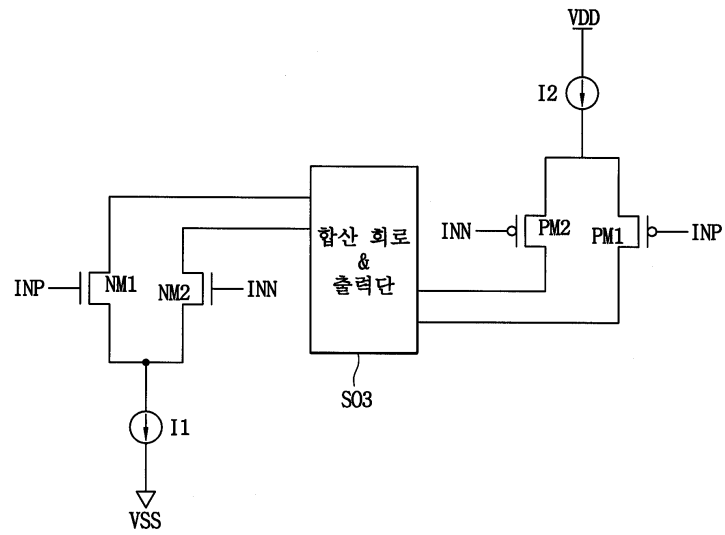 VDD
I2
합산 회로
&
출력단
INN
PM2
PM1
INP
INP
NM1
NM2
INN
SO3
I1
VSS